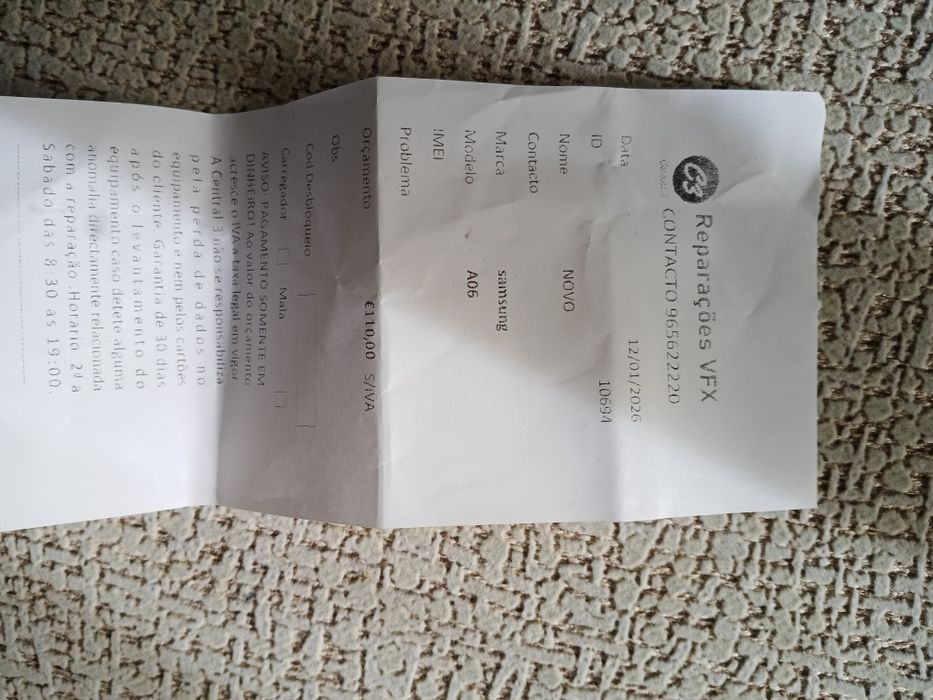 C3
Reparações VFX
CONTACTO 965622220
Data 12/01/2026
ID 10694
Nome NOVO
Contacto
Marca samsung
Modelo A06
IMEI
Problema
Orçamento €110,00 S/IVA
Obs
Cod Desbloqueio
Carregador Mala
AVISO: PAGAMENTO SOMENTE EM
DINHEIRO! Ao valor do orçamento
acresce o IVA a taxa legal em vigor
A Central 3 não se responsabiliza
pela perda de dados no
equipamento e nem pelos cartões
do cliente Garantia de 30 dias
após o levantamento do
equipamento caso detete alguma
anomalia directamente relacionada
com a reparação .Horário 2ª a
Sabado das 8:30 as 19:00.